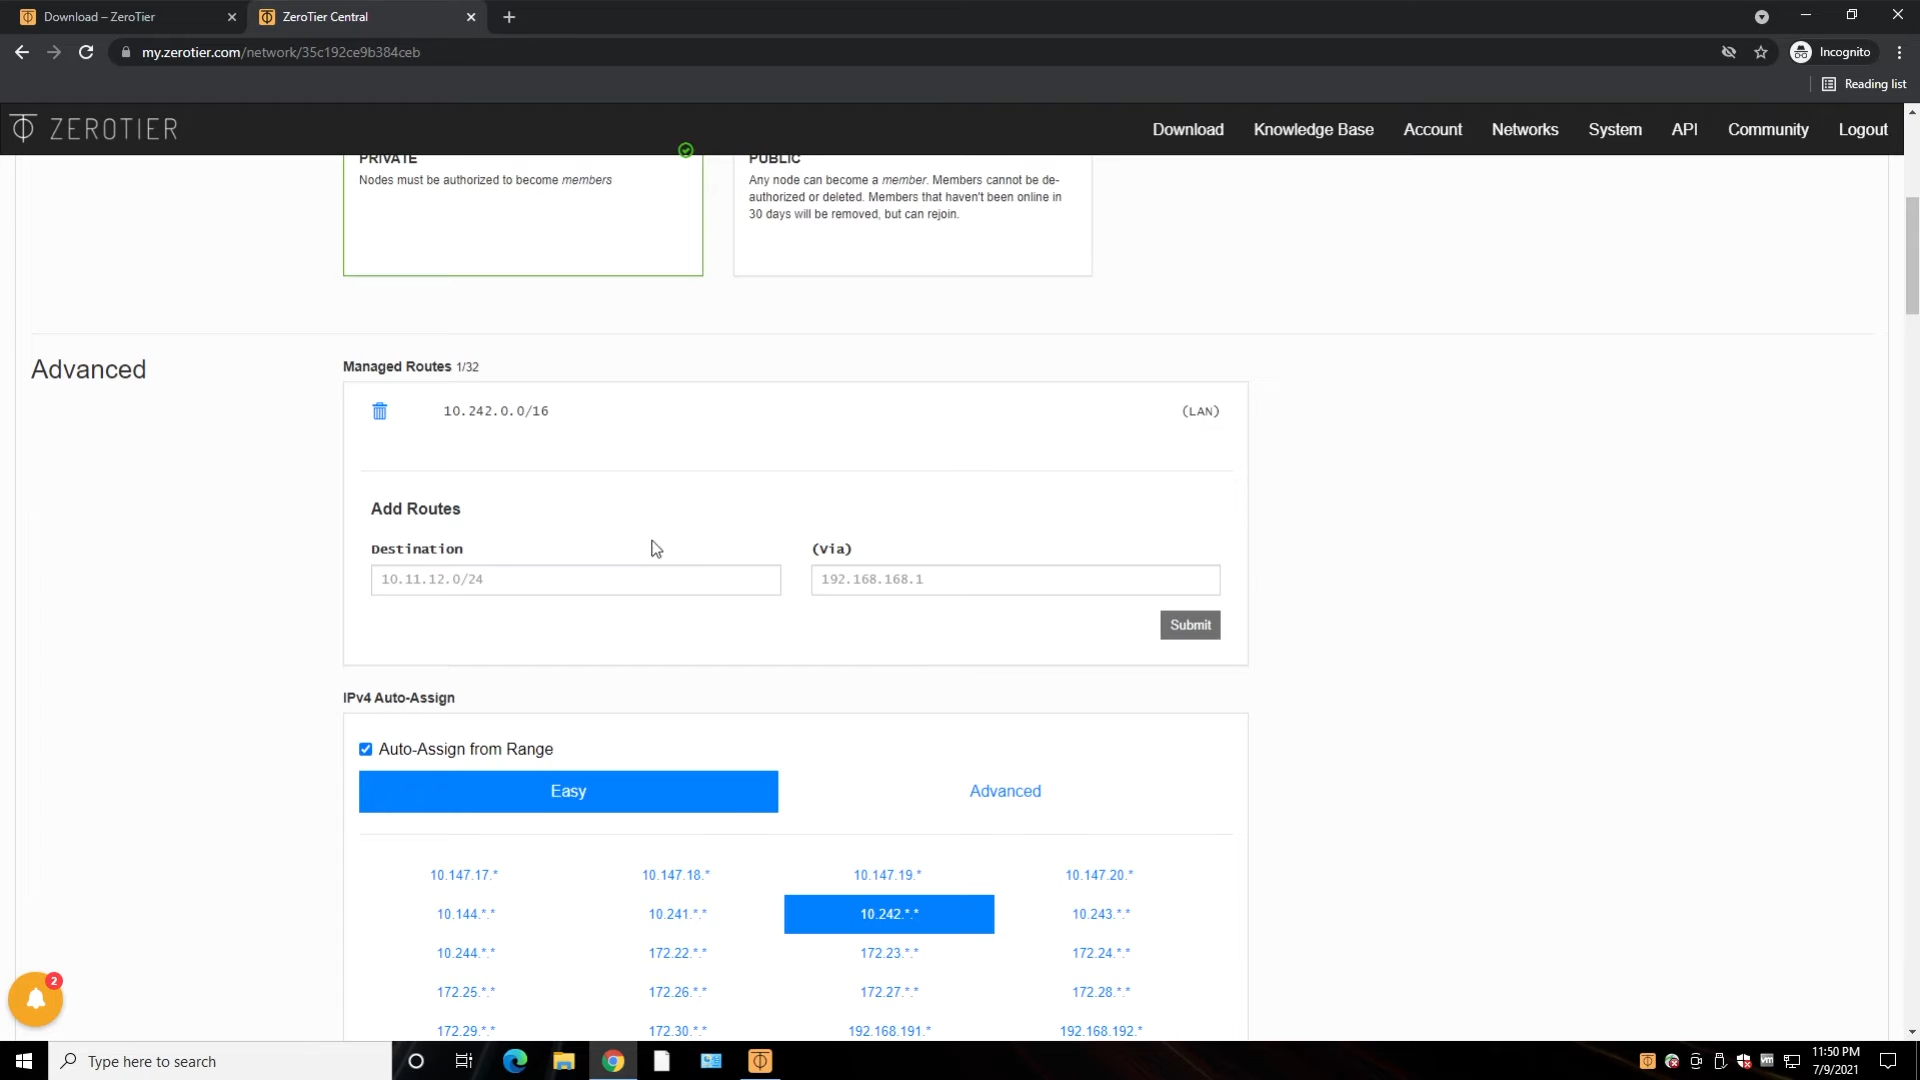 Download – ZeroTier
ZeroTier Central
my.zerotier.com/network/35c192ce9b384ceb
Incognito
Reading list
ZEROTIER
Download
Knowledge Base
Account
Networks
System
API
Community
Logout
PRIVATE
Nodes must be authorized to become members
PUBLIC
Any node can become a member. Members cannot be de-
authorized or deleted. Members that haven't been online in
30 days will be removed, but can rejoin.
Advanced
Managed Routes 1/32
10.242.0.0/16
(LAN)
Add Routes
Destination
(Via)
10.11.12.0/24
192.168.168.1
Submit
IPv4 Auto-Assign
Auto-Assign from Range
Easy
Advanced
10.147.17.*
10.147.18.*
10.147.19.*
10.147.20.*
10.144.*.*
10.241.*.*
10.242.*.*
10.243.*.*
10.244.*.*
172.22.*.*
172.23.*.*
172.24.*.*
172.25.*.*
172.26.*.*
172.27.*.*
172.28.*.*
172.29.*.*
172.30.*.*
192.168.191.*
192.168.192.*
2
Type here to search
11:50 PM
7/9/2021